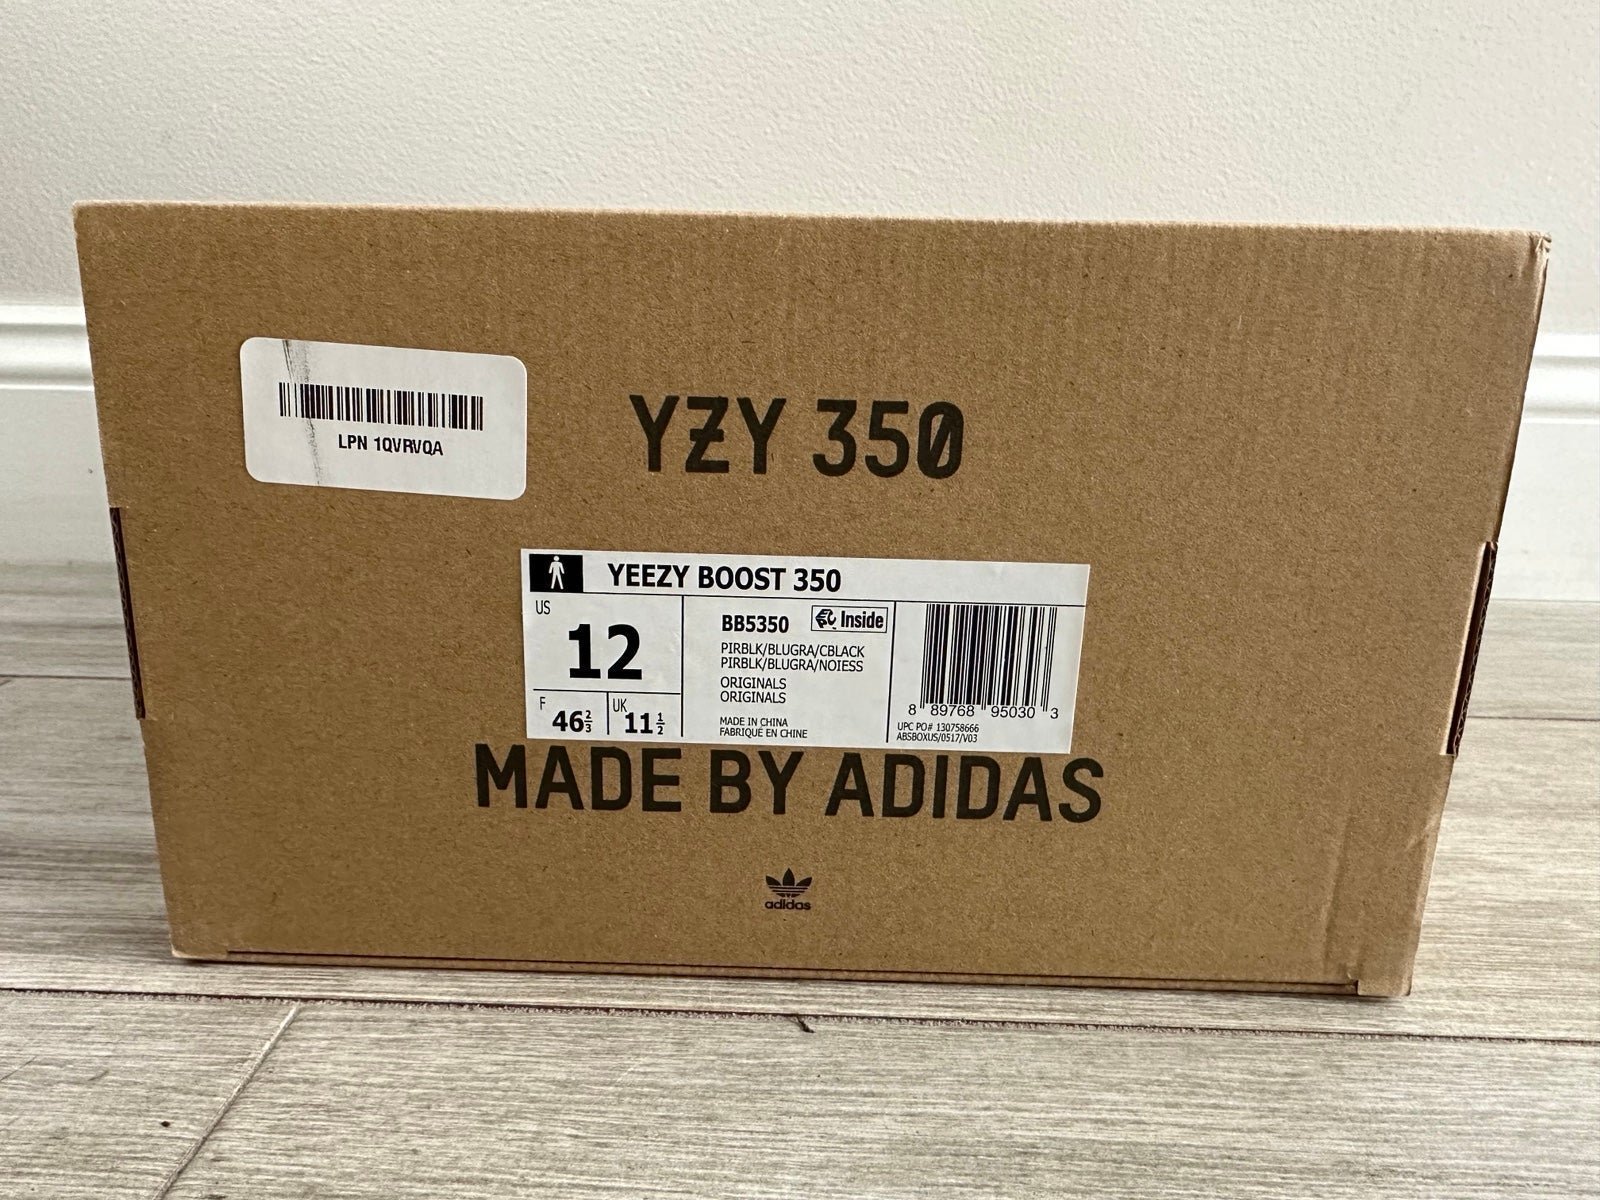 LPN 1QVRVQA
YZY 350
YEEZY BOOST 350
US
12
F
46 2/3
UK
11 1/2
BB5350
Inside
PIRBLK/BLUGRA/CBLACK
PIRBLK/BLUGRA/NOIESS
ORIGINALS
ORIGINALS
MADE IN CHINA
FABRIQUÉ EN CHINE
8 89768 95030 3
UPC PO# 130758666
ABSBOXUS/0517/V03
MADE BY ADIDAS
adidas